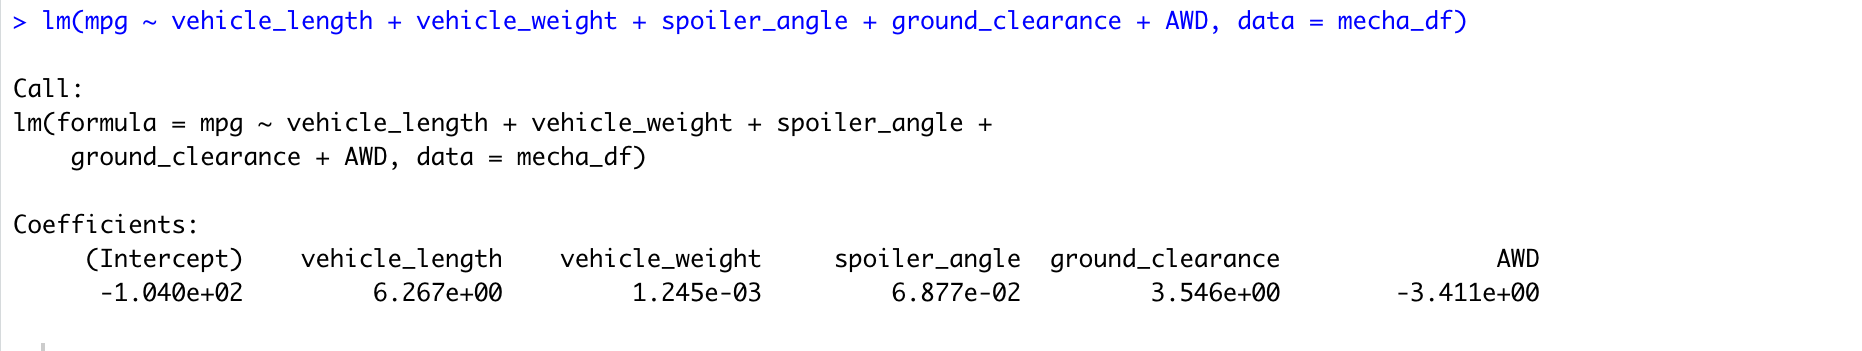 > lm(mpg ~ vehicle_length + vehicle_weight + spoiler_angle + ground_clearance + AWD, data = mecha_df)
Call:
lm(formula = mpg ~ vehicle_length + vehicle_weight + spoiler_angle +
    ground_clearance + AWD, data = mecha_df)
Coefficients:
     (Intercept)    vehicle_length    vehicle_weight     spoiler_angle  ground_clearance               AWD
      -1.040e+02         6.267e+00         1.245e-03         6.877e-02         3.546e+00        -3.411e+00